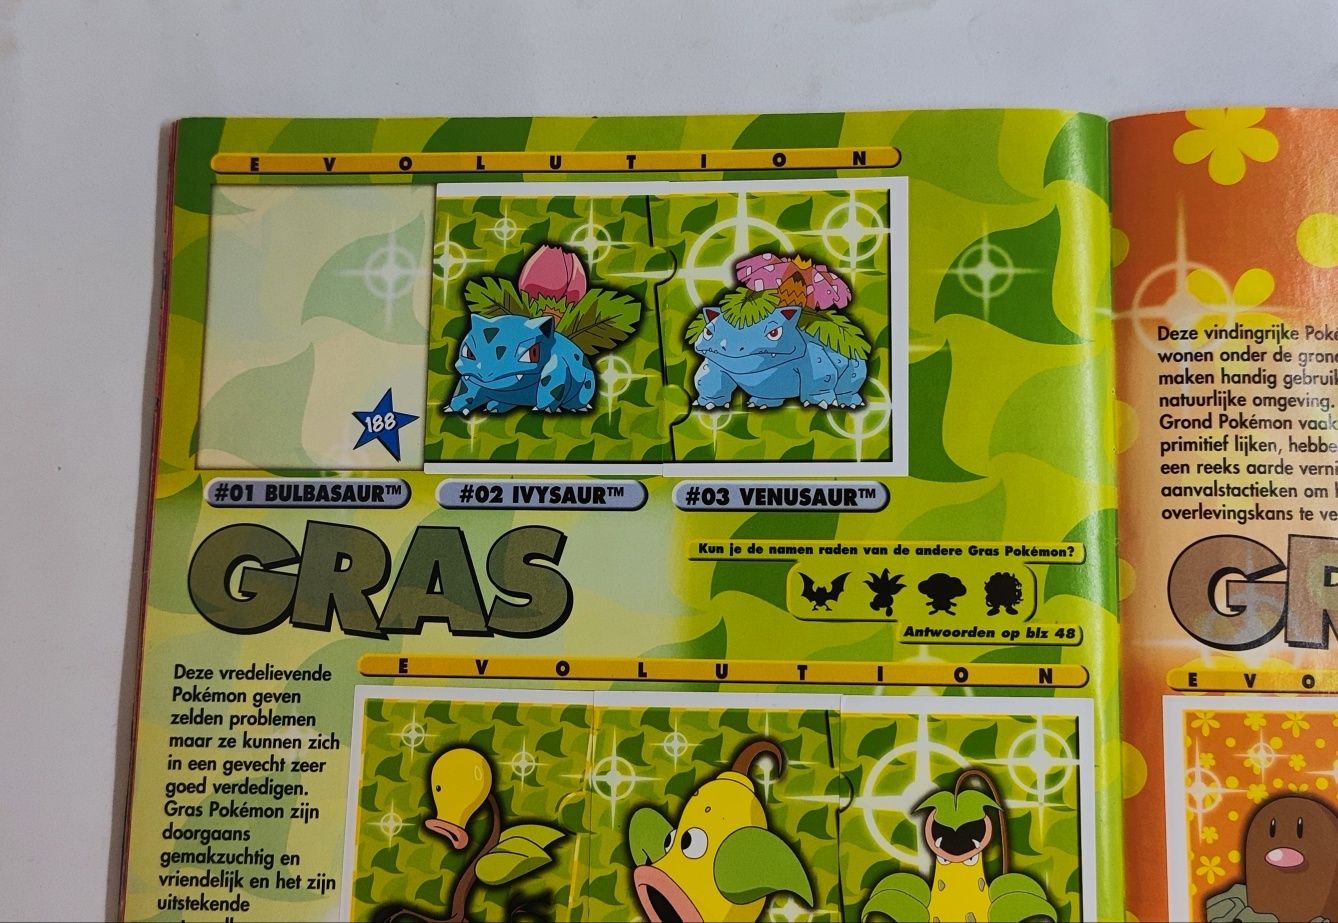 EVOLUTION
188
#01 BULBASAUR™
#02 IVYSAUR™
#03 VENUSAUR™
GRAS
Kun je de namen raden van de andere Gras Pokémon?
Antwoorden op blz 48
Deze vredelievende
Pokémon geven
zelden problemen
maar ze kunnen zich
in een gevecht zeer
goed verdedigen.
Gras Pokémon zijn
doorgaans
gemakzuchtig en
vriendelijk en het zijn
uitstekende
EVOLUTION
Deze vindingrijke Poké
wonen onder de gron
maken handig gebruik
natuurlijke omgeving.
Grond Pokémon vaak
primitief lijken, hebbe
een reeks aarde verni
aanvalstactieken om
overlevingskans te ve
GR
EVO